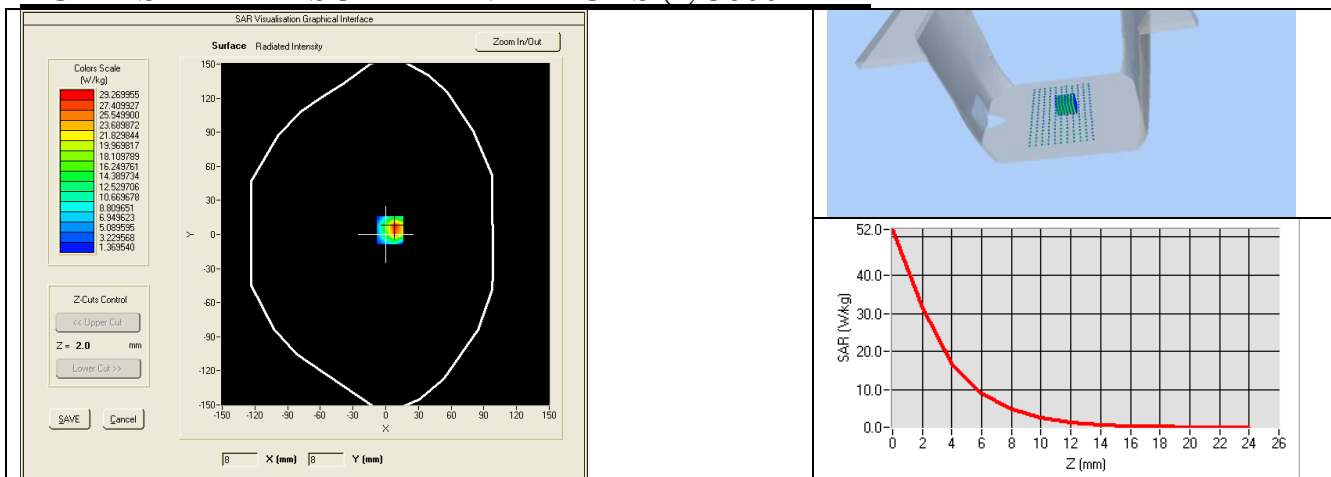 SAR Visualisation Graphical Interface
Surface Radiated Intensity
Zoom In/Out
Colors Scale
(W/kg)
29.269955
27.409927
25.549900
23.689872
21.829844
19.969817
18.109789
16.249761
14.389734
12.529706
10.669678
8.809651
6.949623
5.089595
3.229568
1.369540
Z-Cuts Control
<< Upper Cut
Z = 2.0 mm
Lower Cut >>
SAVE Cancel
150
120
90
60
30
0
-30
-60
-90
-120
-150
Y
-150 -120 -90 -60 -30 0 30 60 90 120 150
X
8 X (mm) 8 Y (mm)
52.0
40.0
30.0
20.0
10.0
0.0
SAR (W/kg)
0 2 4 6 8 10 12 14 16 18 20 22 24 26
Z (mm)